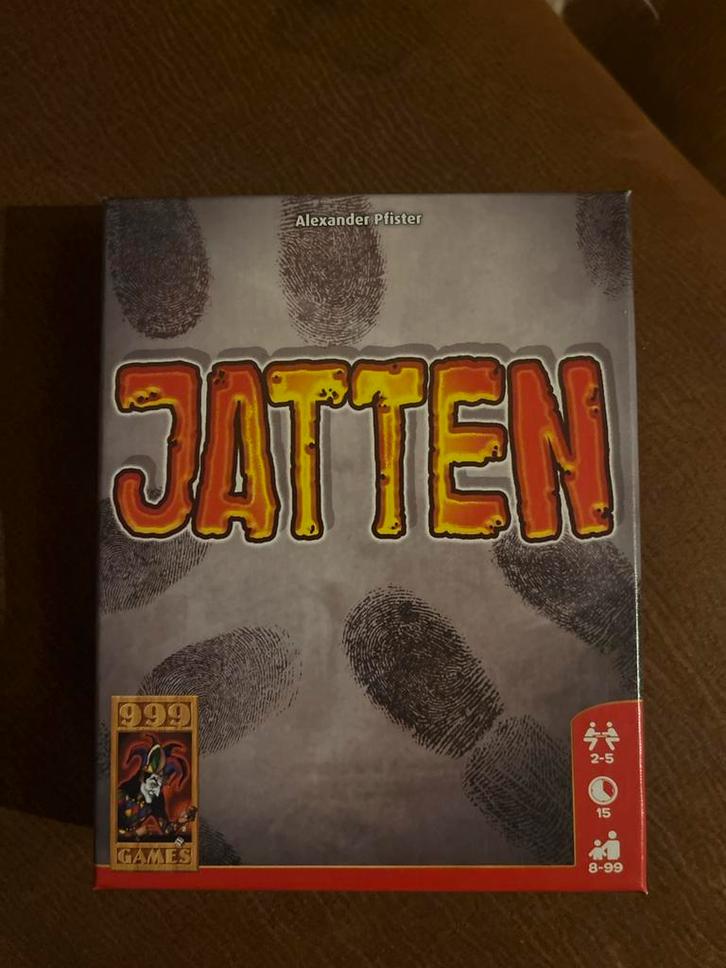 Alexander Pfister
JATTEN
999
GAMES
2-5
15
8-99